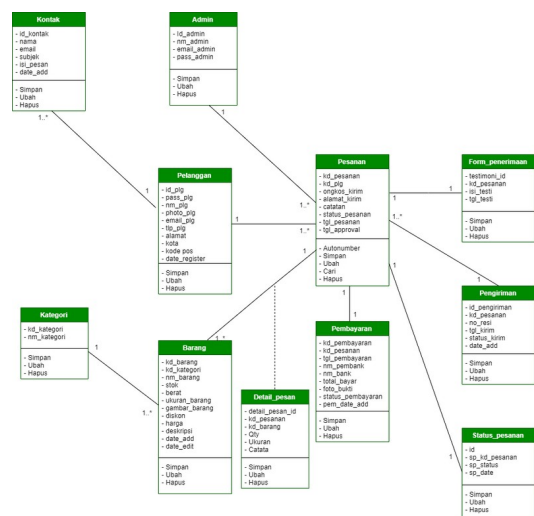 Kontak
- id_kontak
- nama
- email
- subjek
- isi_pesan
- date_add
- Simpan
- Ubah
- Hapus
1..*
1
Admin
- Id_admin
- nm_admin
- email_admin
- pass_admin
- Simpan
- Ubah
- Hapus
1
1..*
Pelanggan
- id_plg
- pass_plg
- nm_plg
- photo_plg
- email_plg
- tlp_plg
- alamat
- kota
- kode pos
- date_register
- Simpan
- Ubah
- Hapus
1
1..*
Pesanan
- kd_pesanan
- kd_plg
- ongkos_kirim
- alamat_kirim
- catatan
- status_pesanan
- tgl_pesanan
- tgl_approval
- Autonumber
- Simpan
- Ubah
- Cari
- Hapus
1
1
1..*
1
1
1
1
Form_penerimaan
- testimoni_id
- kd_pesanan
- isi_testi
- tgl_testi
- Simpan
- Ubah
- Hapus
Pengiriman
- id_pengiriman
- kd_pesanan
- no_resi
- tgl_kirim
- status_kirim
- date_add
- Simpan
- Ubah
- Hapus
1
Kategori
- kd_kategori
- nm_kategori
- Simpan
- Ubah
- Hapus
1
1..*
1..*
Barang
- kd_barang
- kd_kategori
- nm_barang
- stok
- berat
- ukuran_barang
- gambar_barang
- diskon
- harga
- deskripsi
- date_add
- date_edit
- Simpan
- Ubah
- Hapus
Detail_pesan
- detail_pesan_id
- kd_pesanan
- kd_barang
- Qty
- Ukuran
- Catata
- Simpan
- Ubah
- Hapus
Pembayaran
- kd_pembayaran
- kd_pesanan
- tgl_pembayaran
- nm_pembank
- nm_bank
- total_bayar
- foto_bukti
- status_pembayaran
- pem_date_add
- Simpan
- Ubah
- Hapus
Status_pesanan
- id
- sp_kd_pesanan
- sp_status
- sp_date
- Simpan
- Ubah
- Hapus